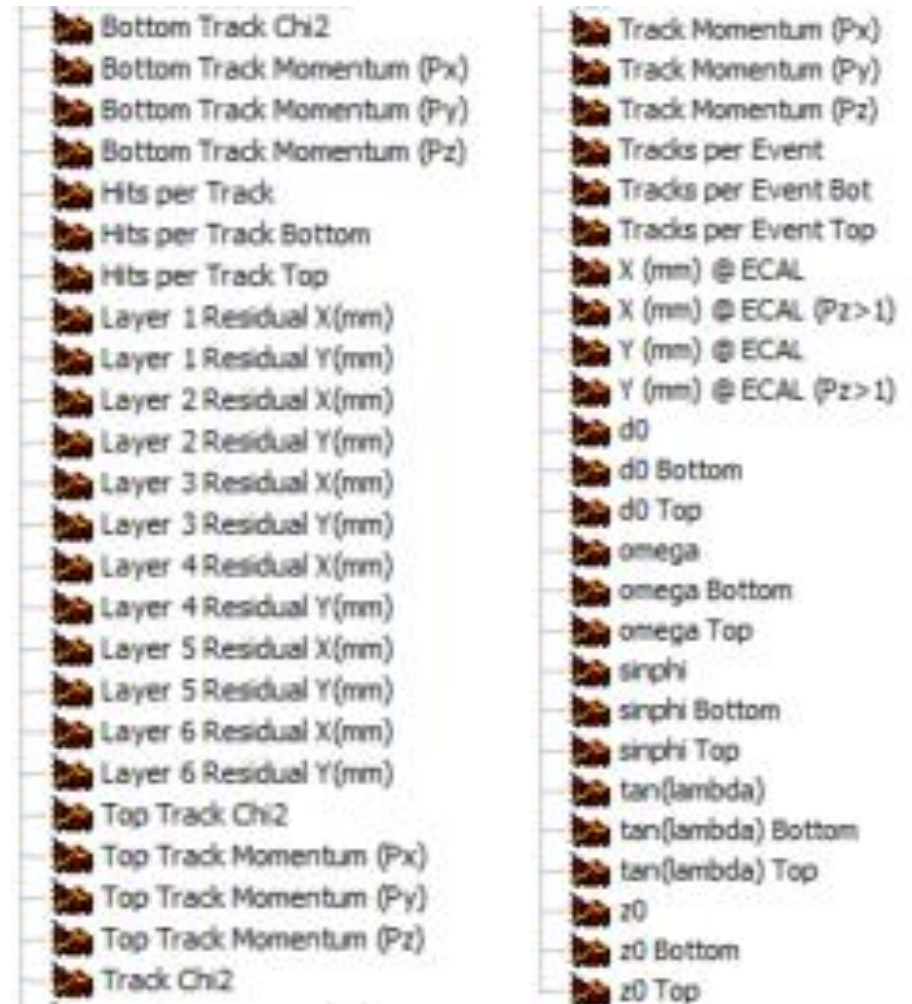 Bottom Track Chi2
Bottom Track Momentum (Px)
Bottom Track Momentum (Py)
Bottom Track Momentum (Pz)
Hits per Track
Hits per Track Bottom
Hits per Track Top
Layer 1 Residual X(mm)
Layer 1 Residual Y(mm)
Layer 2 Residual X(mm)
Layer 2 Residual Y(mm)
Layer 3 Residual X(mm)
Layer 3 Residual Y(mm)
Layer 4 Residual X(mm)
Layer 4 Residual Y(mm)
Layer 5 Residual X(mm)
Layer 5 Residual Y(mm)
Layer 6 Residual X(mm)
Layer 6 Residual Y(mm)
Top Track Chi2
Top Track Momentum (Px)
Top Track Momentum (Py)
Top Track Momentum (Pz)
Track Chi2
Track Momentum (Px)
Track Momentum (Py)
Track Momentum (Pz)
Tracks per Event
Tracks per Event Bot
Tracks per Event Top
X (mm) @ ECAL
X (mm) @ ECAL (Pz>1)
Y (mm) @ ECAL
Y (mm) @ ECAL (Pz>1)
d0
d0 Bottom
d0 Top
omega
omega Bottom
omega Top
sinphi
sinphi Bottom
sinphi Top
tan(lambda)
tan(lambda) Bottom
tan(lambda) Top
z0
z0 Bottom
z0 Top